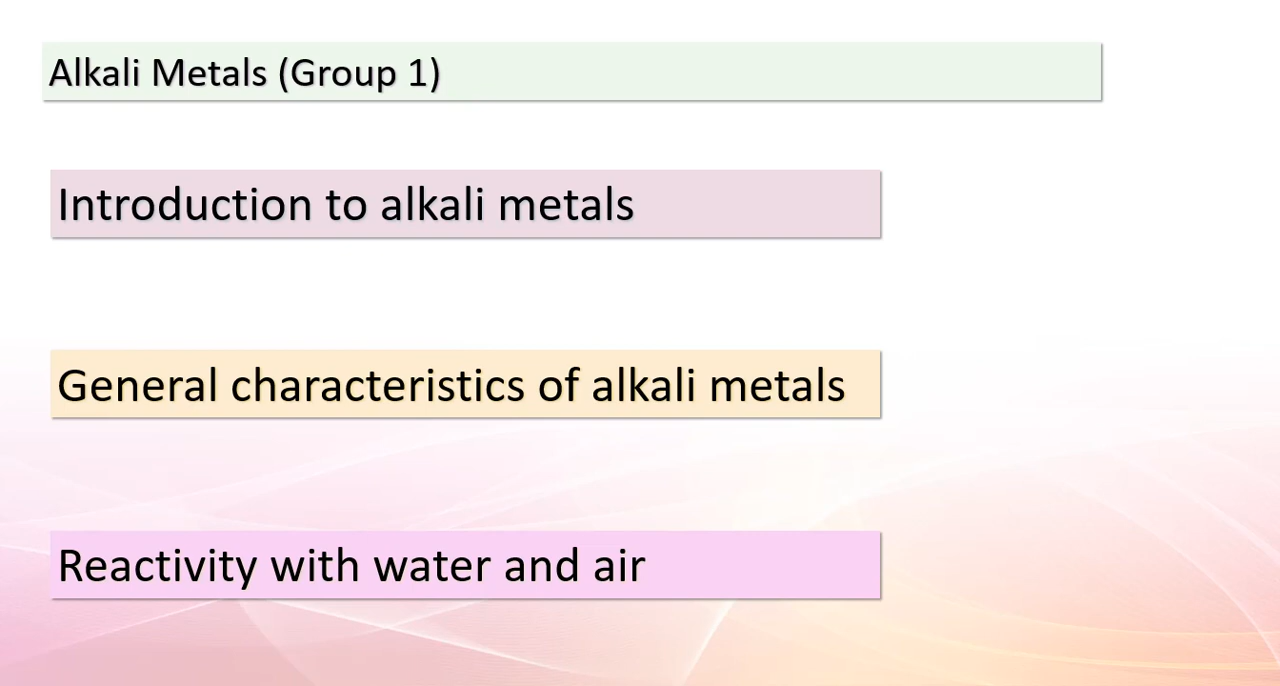 Alkali Metals (Group 1)
Introduction to alkali metals
General characteristics of alkali metals
Reactivity with water and air